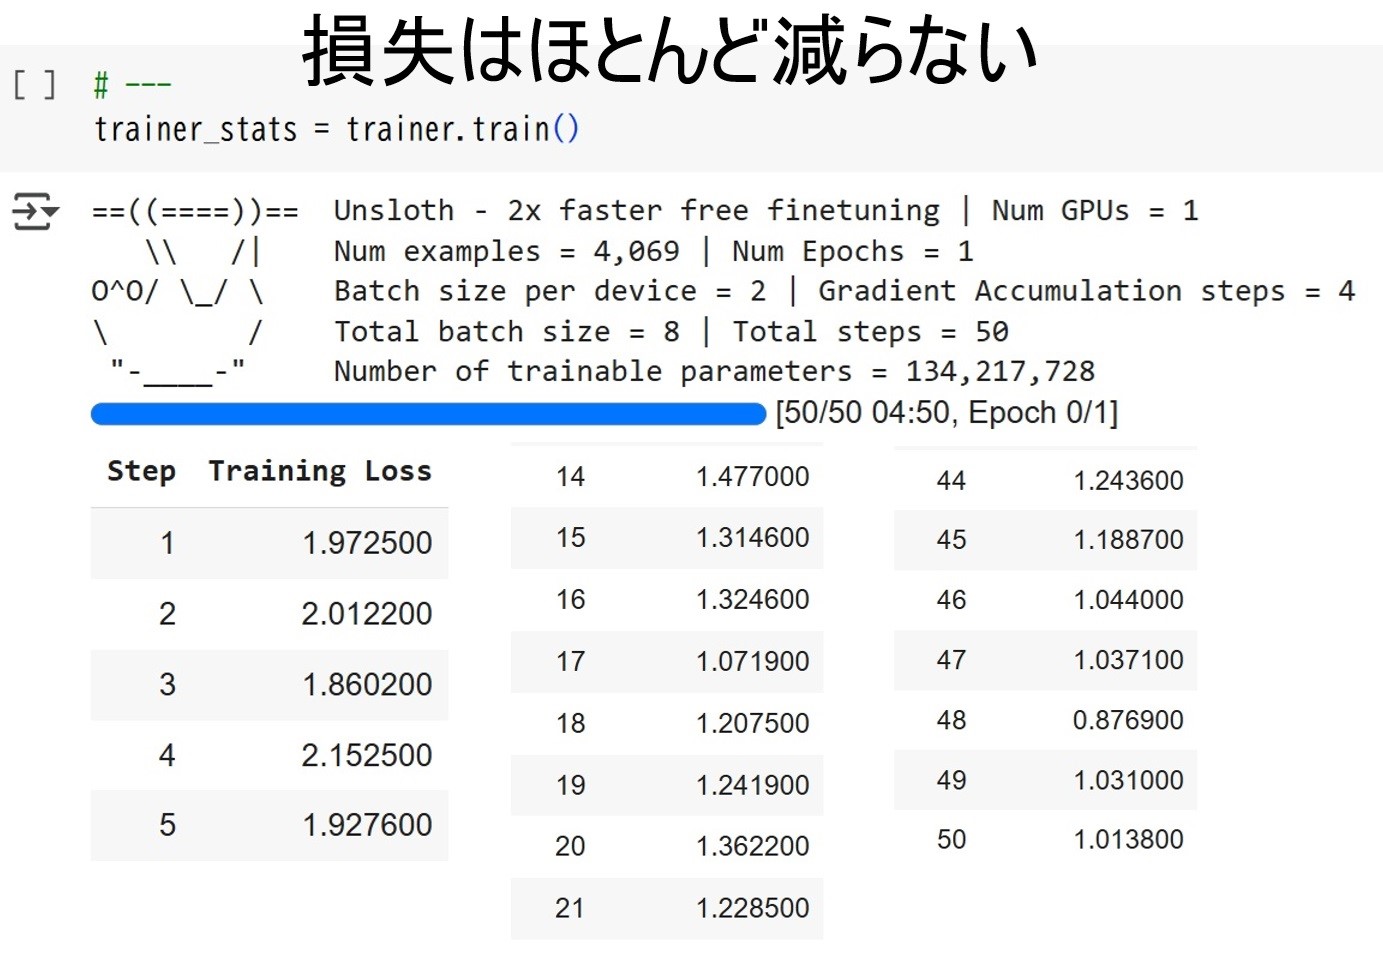 損失はほとんど減らない
[ ] # ---
trainer_stats = trainer.train()
==((====))==  Unsloth - 2x faster free finetuning | Num GPUs = 1
   \\   /|    Num examples = 4,069 | Num Epochs = 1
O^O/ \_/ \    Batch size per device = 2 | Gradient Accumulation steps = 4
\        /    Total batch size = 8 | Total steps = 50
 "-____-"     Number of trainable parameters = 134,217,728
[50/50 04:50, Epoch 0/1]
Step Training Loss
1 1.972500
2 2.012200
3 1.860200
4 2.152500
5 1.927600
14 1.477000
15 1.314600
16 1.324600
17 1.071900
18 1.207500
19 1.241900
20 1.362200
21 1.228500
44 1.243600
45 1.188700
46 1.044000
47 1.037100
48 0.876900
49 1.031000
50 1.013800